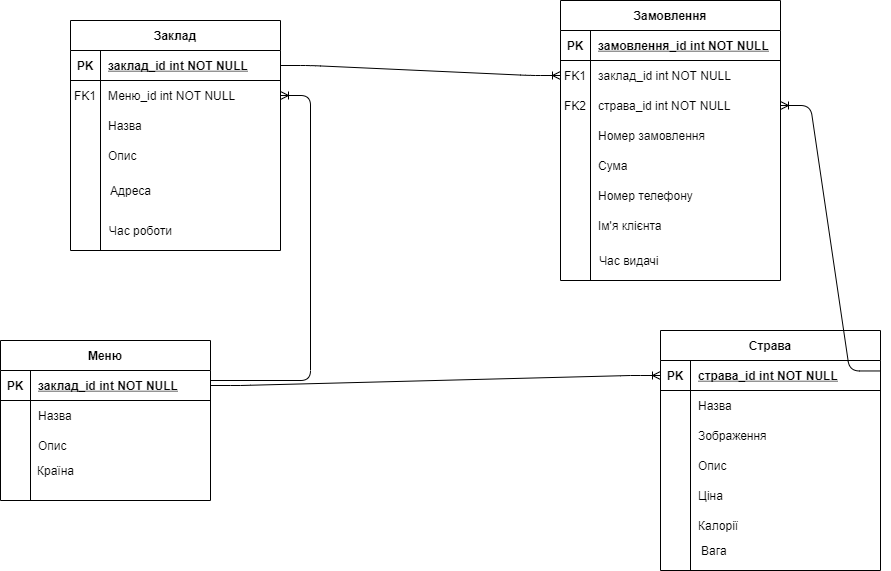 Заклад
PK заклад_id int NOT NULL
FK1 Меню_id int NOT NULL
Назва
Опис
Адреса
Час роботи
Замовлення
PK замовлення_id int NOT NULL
FK1 заклад_id int NOT NULL
FK2 страва_id int NOT NULL
Номер замовлення
Сума
Номер телефону
Ім'я клієнта
Час видачі
Меню
PK заклад_id int NOT NULL
Назва
Опис
Країна
Страва
PK страва_id int NOT NULL
Назва
Зображення
Опис
Ціна
Калорії
Вага